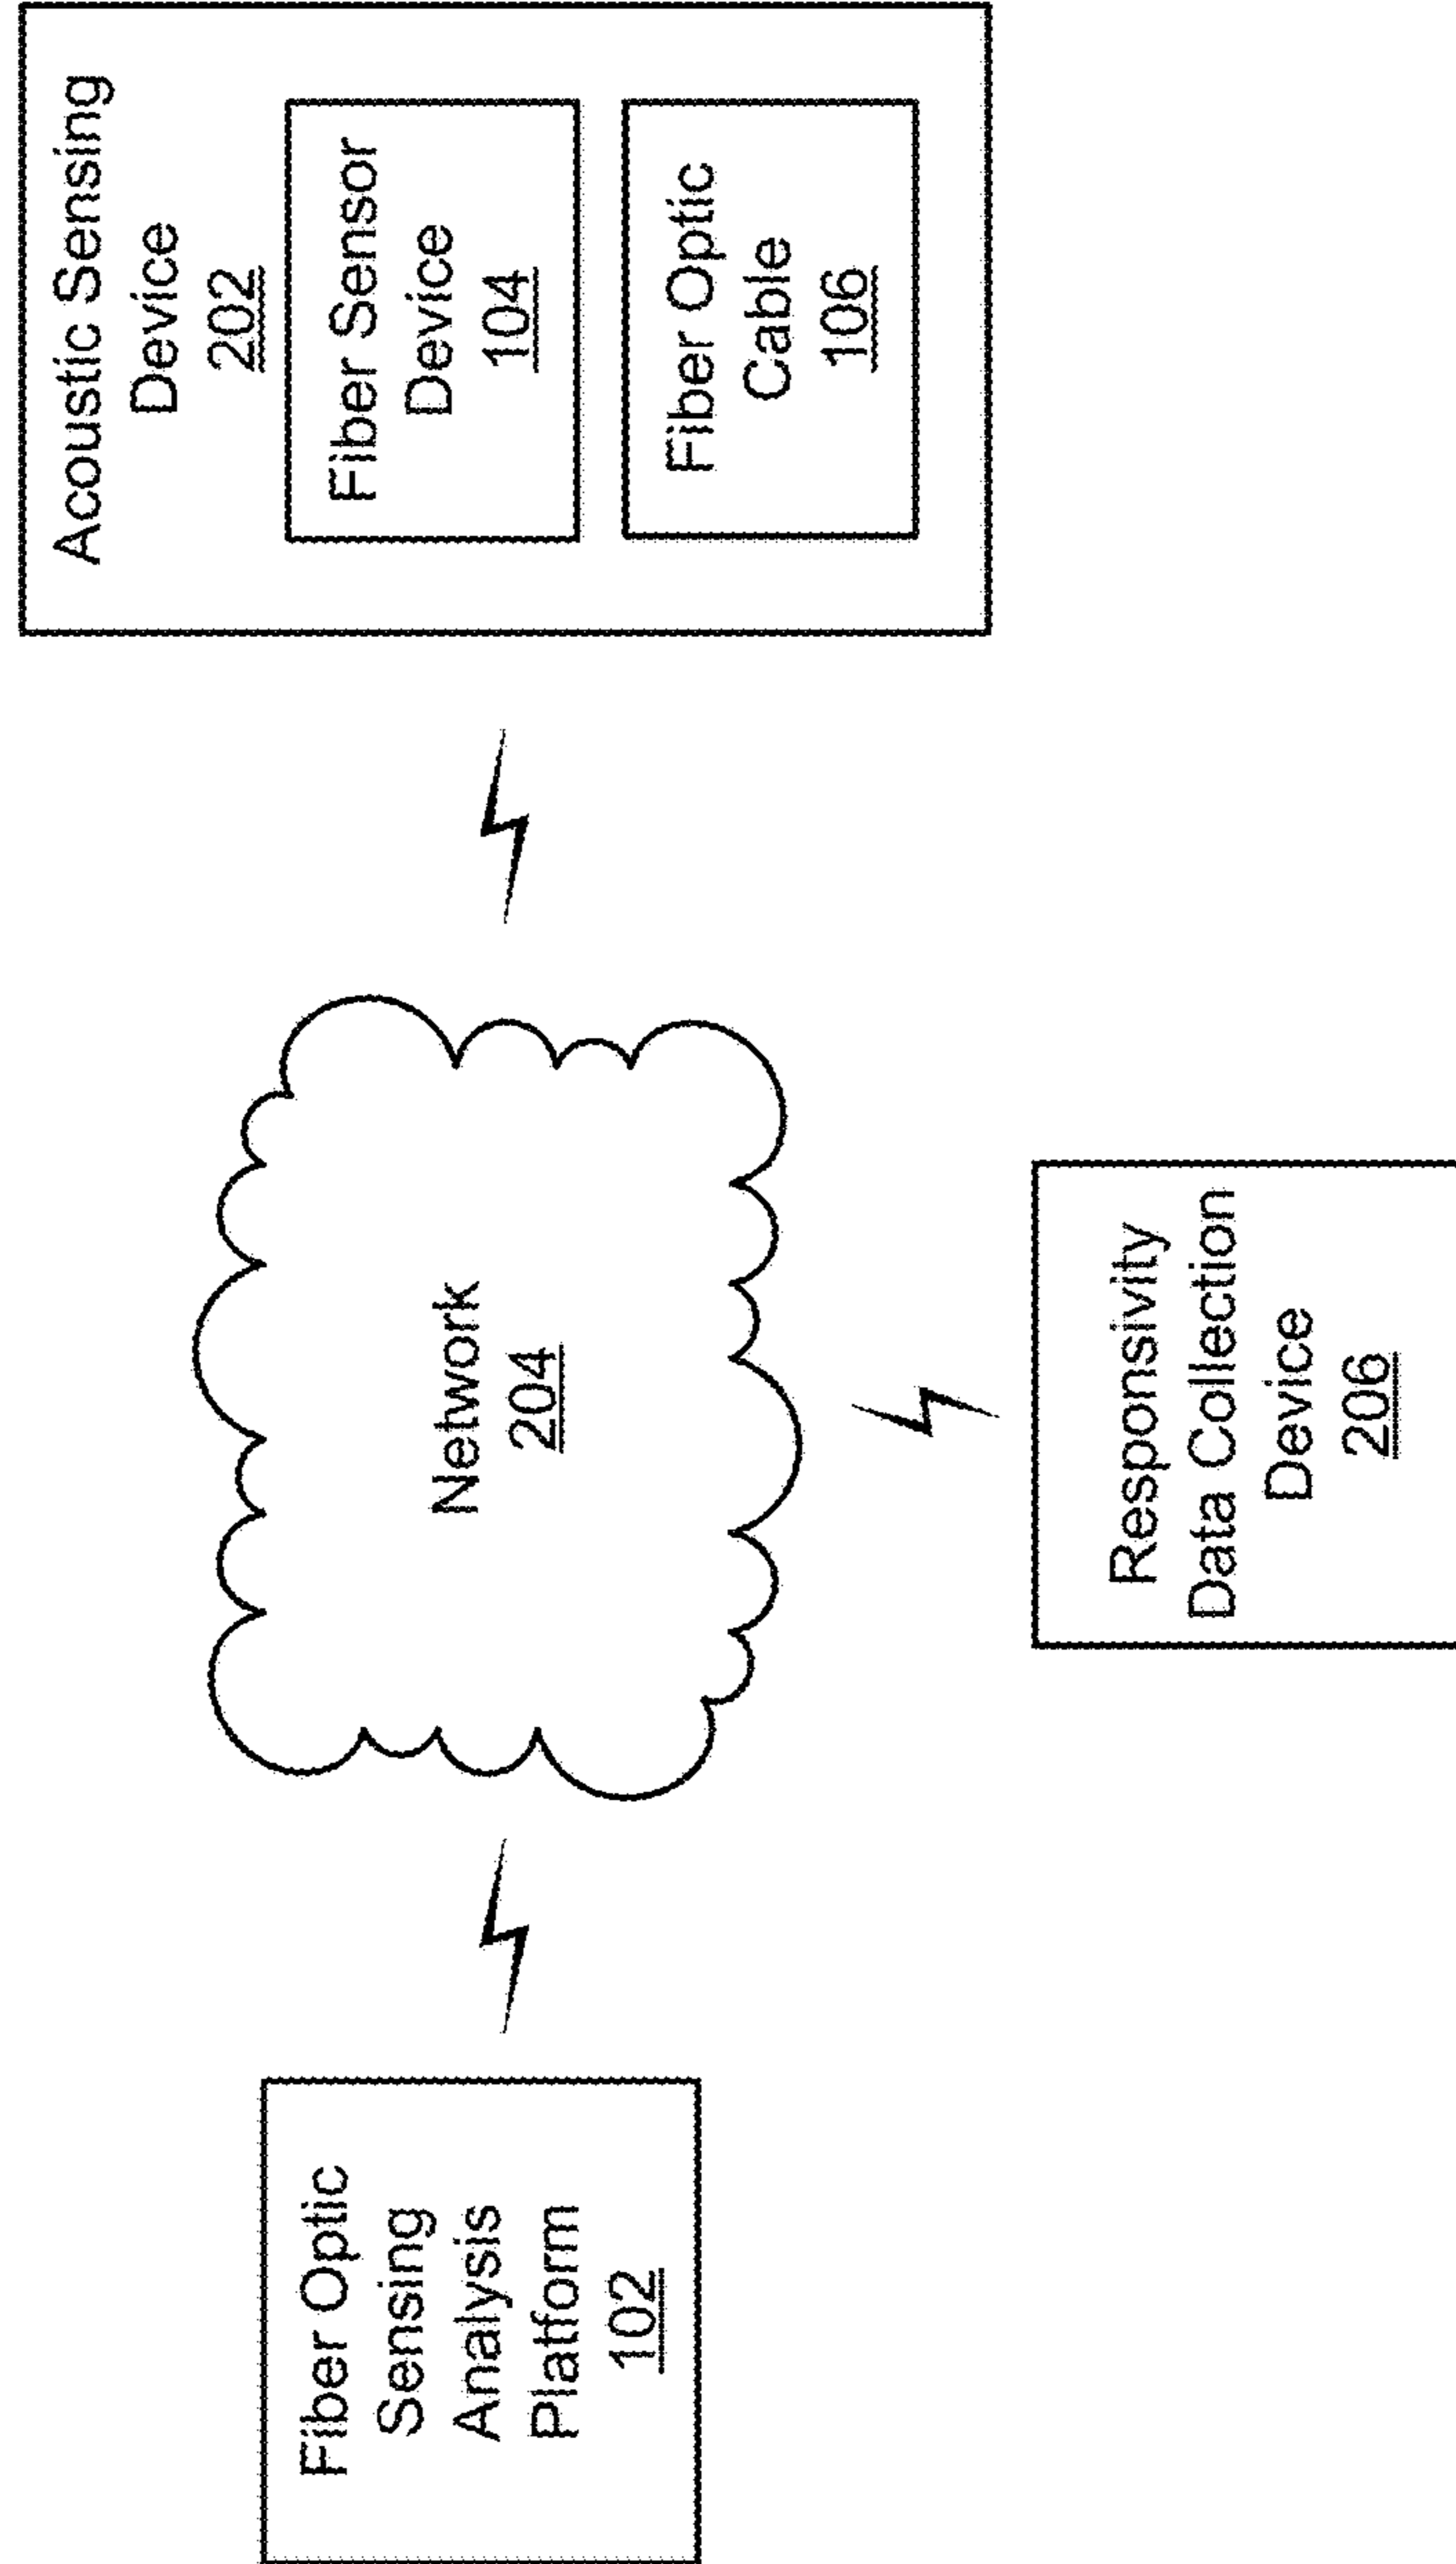 Fiber Optic
Sensing
Analysis
Platform
102
Network
204
Acoustic Sensing
Device
202
Fiber Sensor
Device
104
Fiber Optic
Cable
106
Responsivity
Data Collection
Device
206